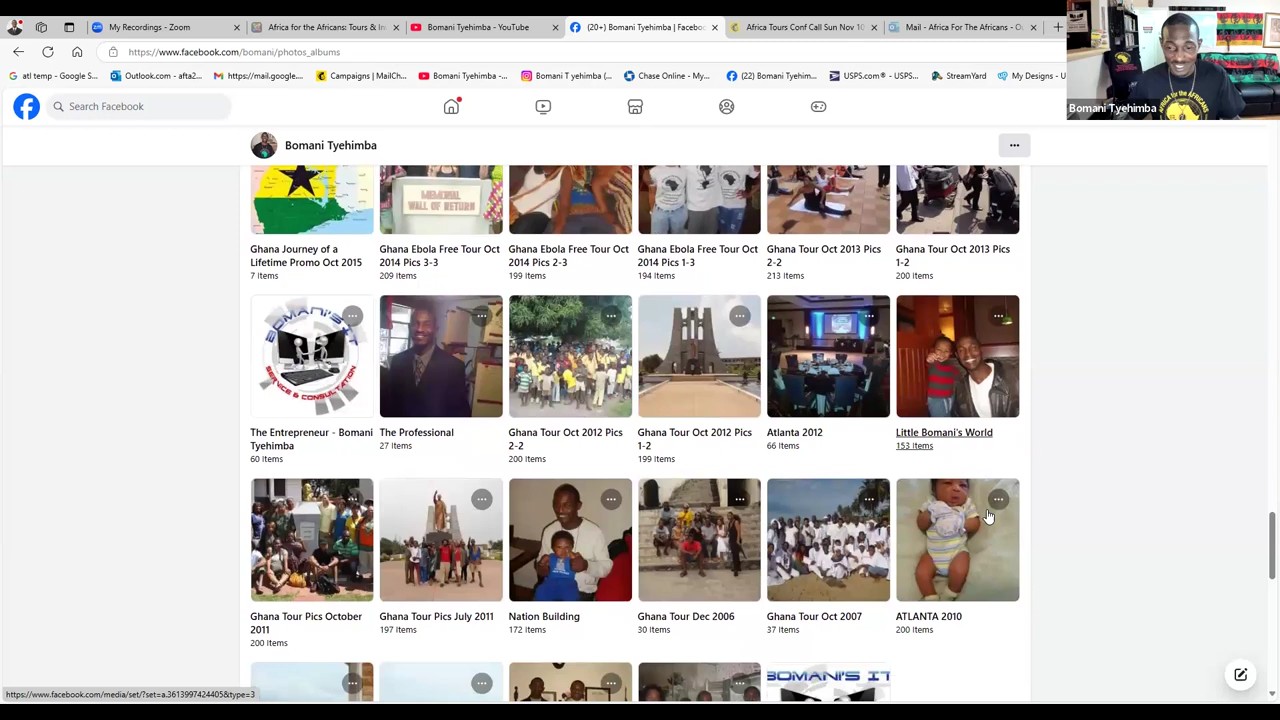 My Recordings - Zoom
Africa for the Africans: Tour
Bomani Tyehimba - YouTube
(20+) Bomani Tyehimba | Facebo
Africa Tours Conf Call Sun Nov 10
Mail - Africa For The Africans - O
https://www.facebook.com/bomani/photos_albums
atl temp - Google S...
Outlook.com - afta2...
https://mail.google....
Campaigns | MailCh...
Bomani Tyehimba -...
Bomani T yehimba (...
Chase Online - My...
(22) Bomani Tyehim...
USPS.com® - USPS...
StreamYard
My Designs - U
Bomani Tyehimba
AFRICA for the AFRICANS
Search Facebook
Bomani Tyehimba
MEMORIAL
WALL OF RETURN
Ghana Journey of a
Lifetime Promo Oct 2015
7 Items
Ghana Ebola Free Tour Oct
2014 Pics 3-3
209 Items
Ghana Ebola Free Tour Oct
2014 Pics 2-3
199 Items
Ghana Ebola Free Tour Oct
2014 Pics 1-3
194 Items
Ghana Tour Oct 2013 Pics
2-2
213 Items
Ghana Tour Oct 2013 Pics
1-2
200 Items
BOMANI'S IT
SERVICE & CONSULTATION
The Entrepreneur - Bomani
Tyehimba
60 Items
The Professional
27 Items
Ghana Tour Oct 2012 Pics
2-2
200 Items
Ghana Tour Oct 2012 Pics
1-2
199 Items
Atlanta 2012
66 Items
Little Bomani's World
153 Items
Ghana Tour Pics October
2011
200 Items
Ghana Tour Pics July 2011
197 Items
Nation Building
172 Items
Ghana Tour Dec 2006
30 Items
Ghana Tour Oct 2007
37 Items
ATLANTA 2010
200 Items
BOMANI'S IT
https://www.facebook.com/media/set/?set=a.3613997424405&type=3